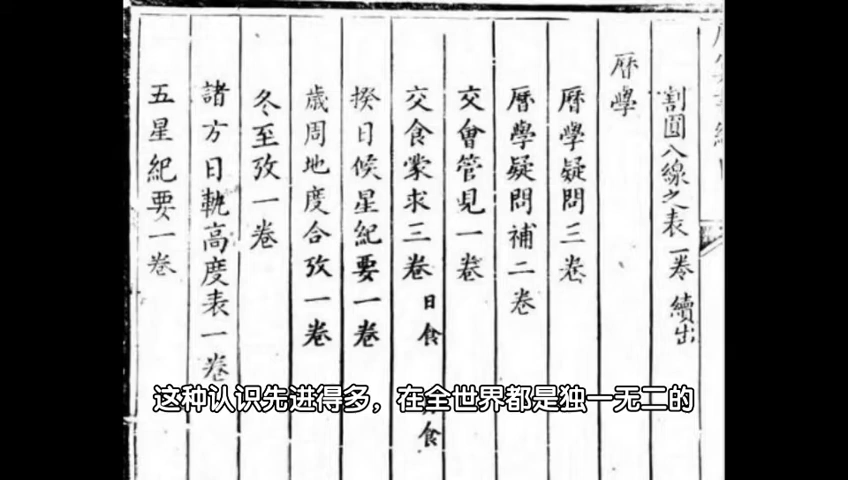 割圓八線之表一卷 續出
曆學
曆學疑問三卷
曆學疑問補二卷
交會管見一卷
交食蒙求三卷 日食 食
揆日候星紀要一卷
歲周地度合攷一卷
冬至攷一卷
諸方日軌高度表一卷
五星紀要一卷
这种认识先进得多，在全世界都是独一无二的